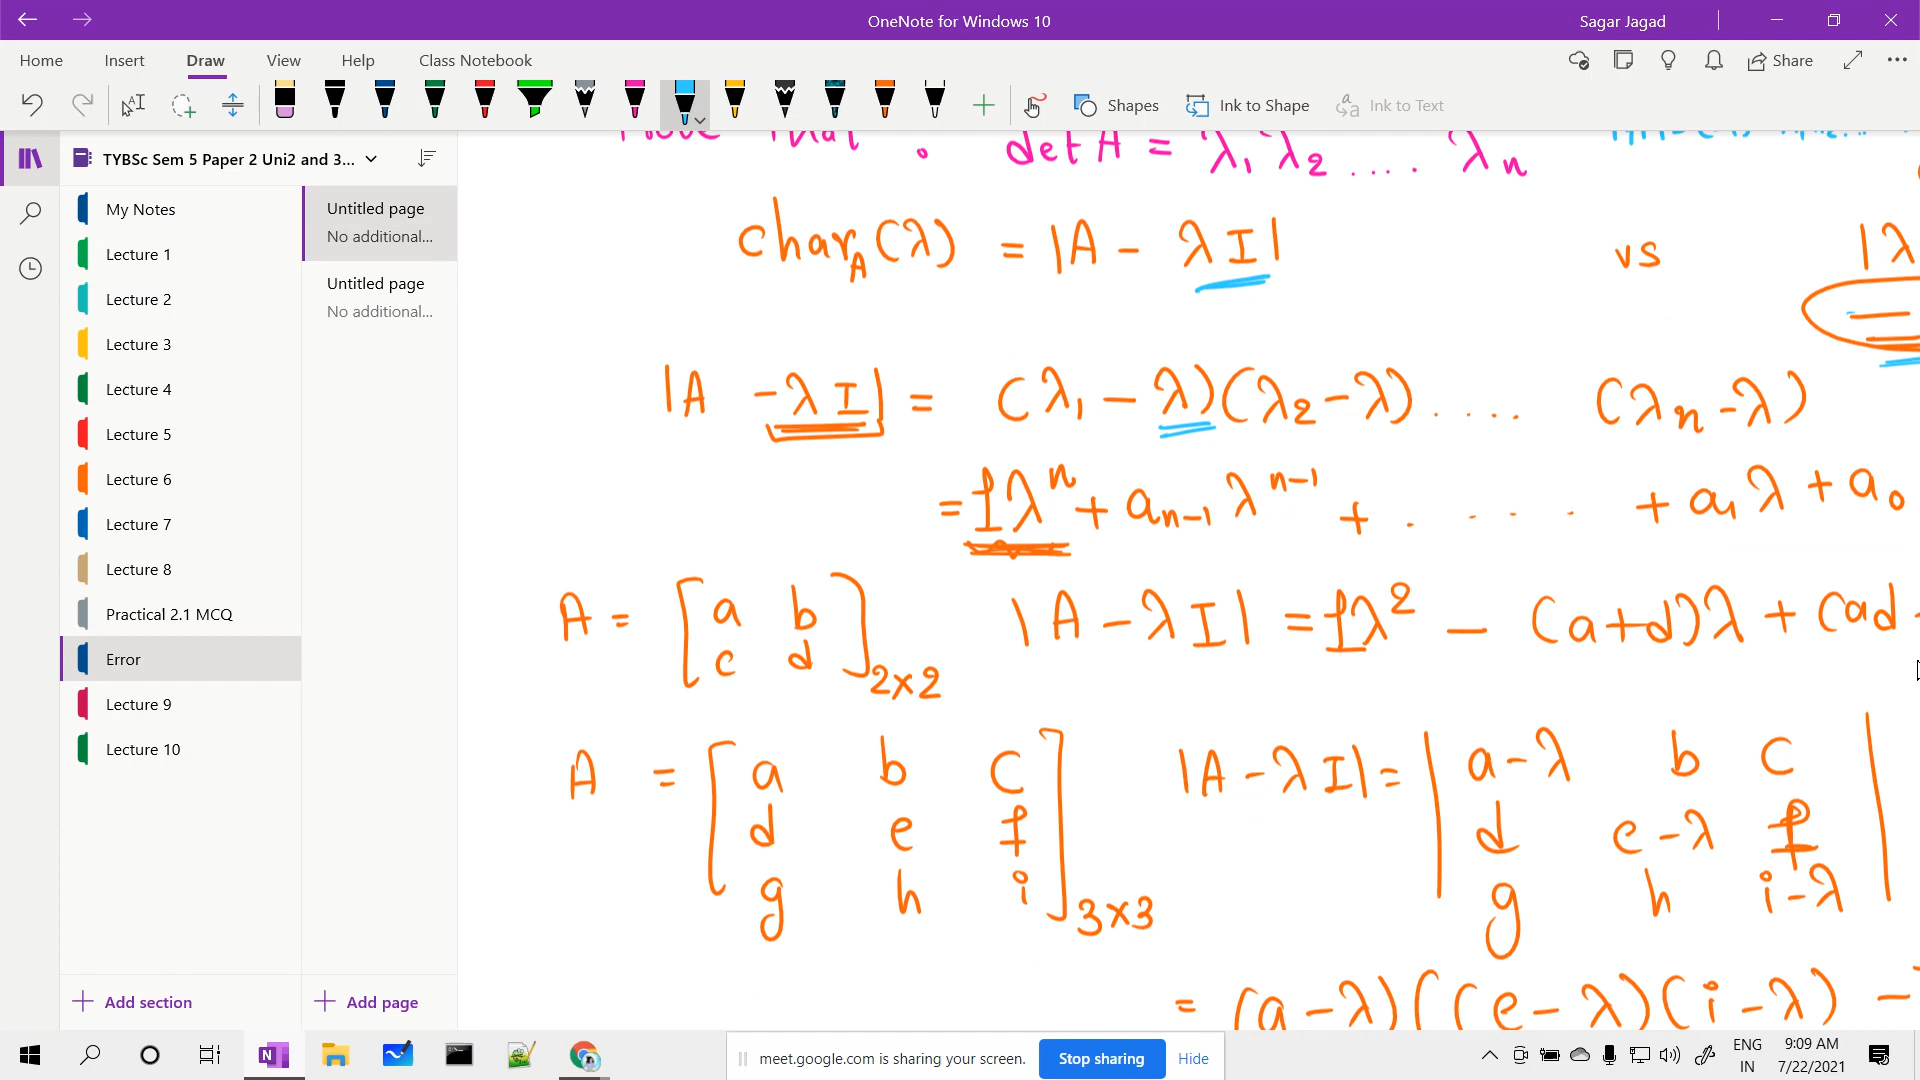 OneNote for Windows 10
Sagar Jagad
Home Insert Draw View Help Class Notebook
Share
Shapes Ink to Shape Ink to Text
TYBSc Sem 5 Paper 2 Uni2 and 3...
My Notes
Lecture 1
Lecture 2
Lecture 3
Lecture 4
Lecture 5
Lecture 6
Lecture 7
Lecture 8
Practical 2.1 MCQ
Error
Lecture 9
Lecture 10
Add section
Untitled page
No additional...
Untitled page
No additional...
Add page
that det A = λ₁ λ₂ .... λₙ
char_A(λ) = |A - λI| vs |λ
|A -λI| = (λ₁ - λ)(λ₂-λ).... (λₙ-λ)
= 1λⁿ + aₙ₋₁ λⁿ⁻¹ + ..... + a₁λ + a₀
A = [a b
c d]2×2 |A - λI| = 1λ² - (a+d)λ + (ad
A = [a b c
d e f
g h i]3×3
|A - λI| = |a-λ b c
d e-λ f
g h i-λ|
= (a-λ)((e-λ)(i-λ) -
meet.google.com is sharing your screen. Stop sharing Hide
ENG
IN
9:09 AM
7/22/2021